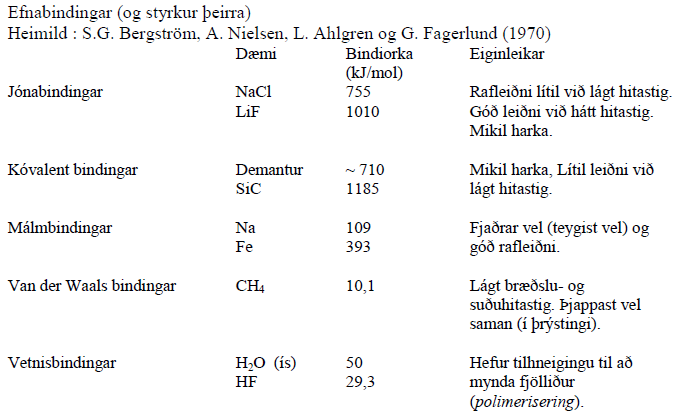 Efnabindingar (og styrkur þeirra)
Heimild : S.G. Bergström, A. Nielsen, L. Ahlgren og G. Fagerlund (1970)
Dæmi Bindiorka Eiginleikar
(kJ/mol)
Jónabindingar NaCl 755 Rafleiðni lítil við lágt hitastig.
LiF 1010 Góð leiðni við hátt hitastig.
Mikil harka.
Kóvalent bindingar Demantur ~ 710 Mikil harka, Lítil leiðni við
SiC 1185 lágt hitastig.
Málmbindingar Na 109 Fjaðrar vel (teygist vel) og
Fe 393 góð rafleiðni.
Van der Waals bindingar CH₄ 10,1 Lágt bræðslu- og
suðuhitastig. Þjappast vel
saman (í þrýstingi).
Vetnisbindingar H₂O (ís) 50 Hefur tilhneigingu til að
HF 29,3 mynda fjölliður
(polimerisering).